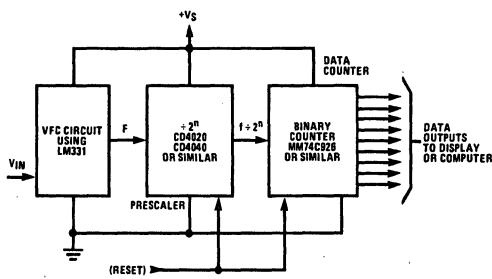 +VS
DATA
COUNTER
VFC CIRCUIT
USING
LM331
F
÷ 2n
CD4020
CD4040
OR SIMILAR
f ÷ 2n
BINARY
COUNTER
MM74C926
OR SIMILAR
DATA
OUTPUTS
TO DISPLAY
OR COMPUTER
VIN
PRESCALER
(RESET)